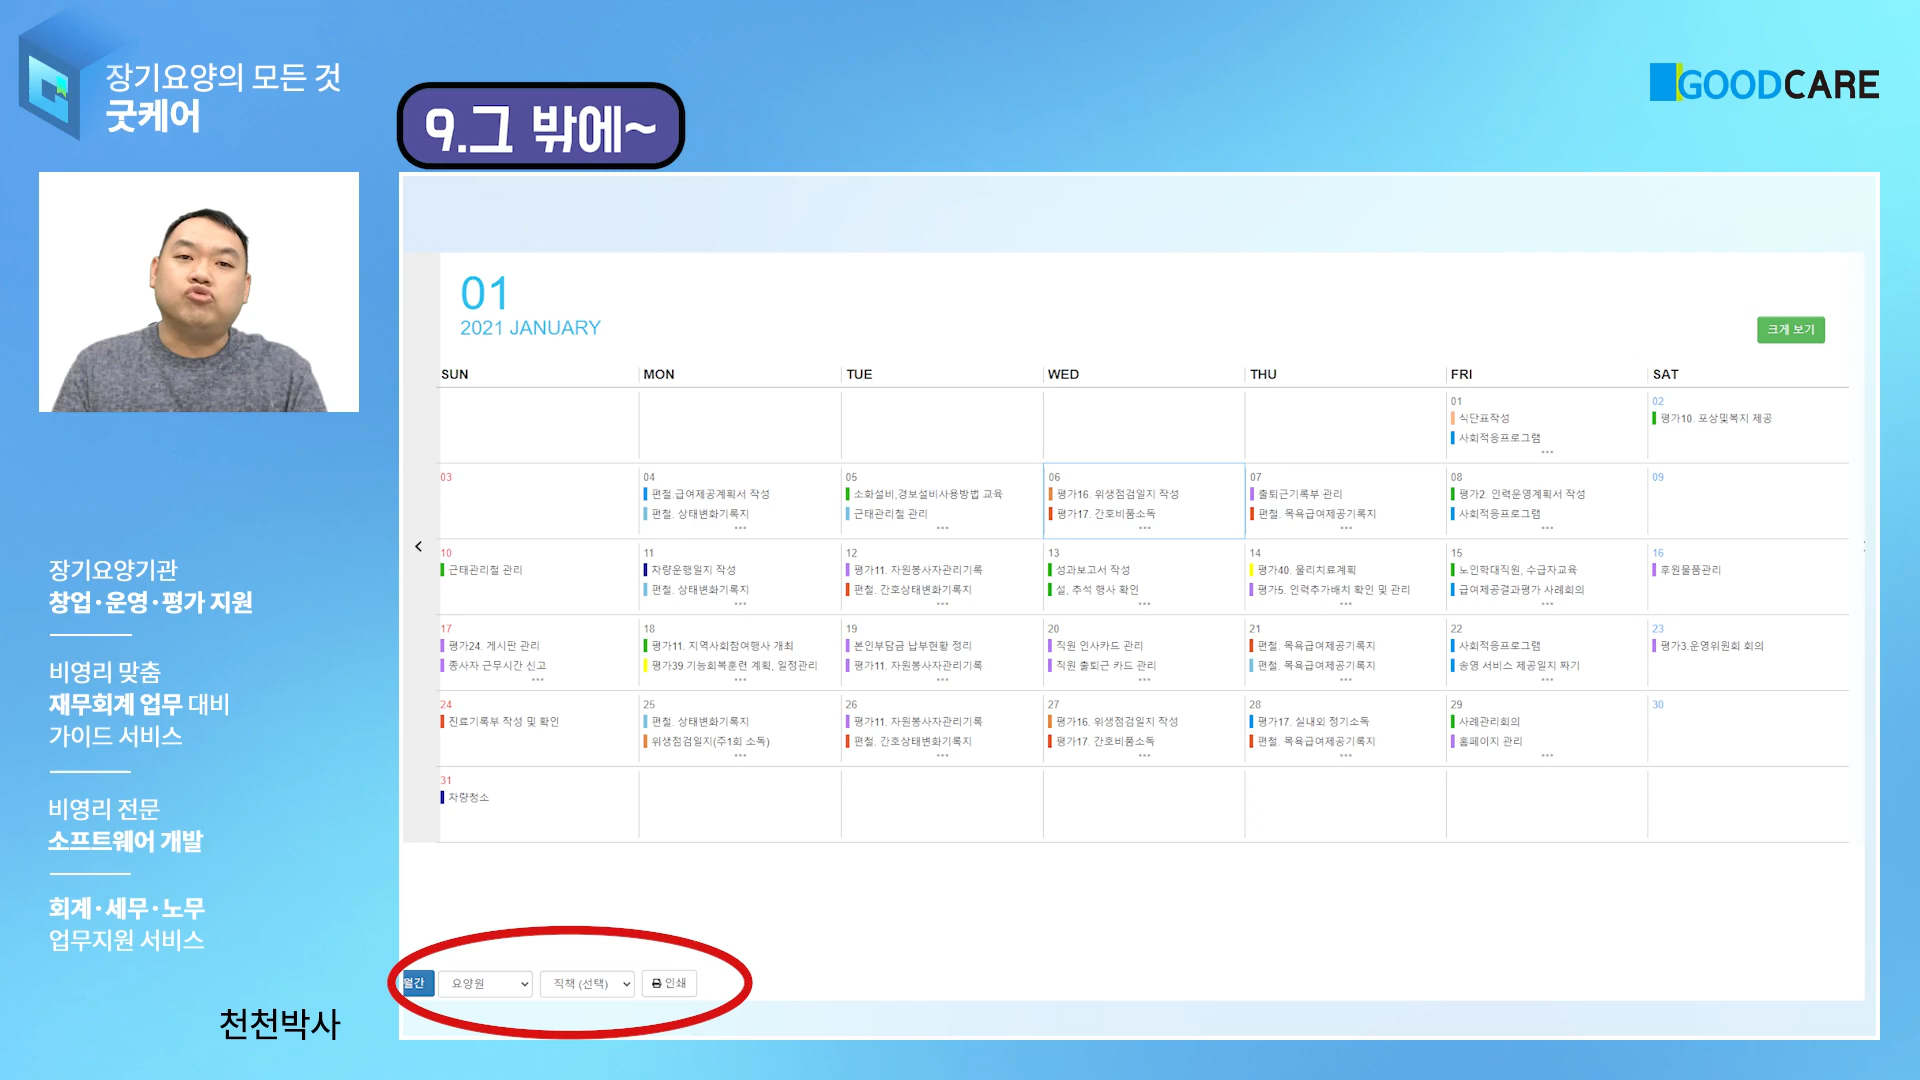 장기요양의 모든 것
굿케어
GOODCARE
9.그 밖에~
장기요양기관
창업·운영·평가 지원
비영리 맞춤
재무회계 업무 대비
가이드 서비스
비영리 전문
소프트웨어 개발
회계·세무·노무
업무지원 서비스
천천박사
01
2021 JANUARY
크게 보기
SUN MON TUE WED THU FRI SAT
01
식단표작성
사회적응프로그램
02
평가10. 포상및복지 제공
03
04
편철.급여제공계획서 작성
편철. 상태변화기록지
05
소화설비,경보설비사용방법 교육
근태관리철 관리
06
평가16. 위생점검일지 작성
평가17. 간호비품소독
07
출퇴근기록부 관리
편철. 목욕급여제공기록지
08
평가2. 인력운영계획서 작성
사회적응프로그램
09
10
근태관리철 관리
11
차량운행일지 작성
편철. 상태변화기록지
12
평가11. 자원봉사자관리기록
편철. 간호상태변화기록지
13
성과보고서 작성
설, 추석 행사 확인
14
평가40. 물리치료계획
평가5. 인력추가배치 확인 및 관리
15
노인학대직원, 수급자교육
급여제공결과평가 사례회의
16
후원물품관리
17
평가24. 게시판 관리
종사자 근무시간 신고
18
평가11. 지역사회참여행사 개최
평가39.기능회복훈련 계획, 일정관리
19
본인부담금 납부현황 정리
평가11. 자원봉사자관리기록
20
직원 인사카드 관리
직원 출퇴근 카드 관리
21
편철. 목욕급여제공기록지
편철. 목욕급여제공기록지
22
사회적응프로그램
송영 서비스 제공일지 짜기
23
평가3.운영위원회 회의
24
진료기록부 작성 및 확인
25
편철. 상태변화기록지
위생점검일지(주1회 소독)
26
평가11. 자원봉사자관리기록
편철. 간호상태변화기록지
27
평가16. 위생점검일지 작성
평가17. 간호비품소독
28
평가17. 실내외 정기소독
편철. 목욕급여제공기록지
29
사례관리회의
홈페이지 관리
30
31
차량청소
월간 요양원 직책 (선택) 인쇄